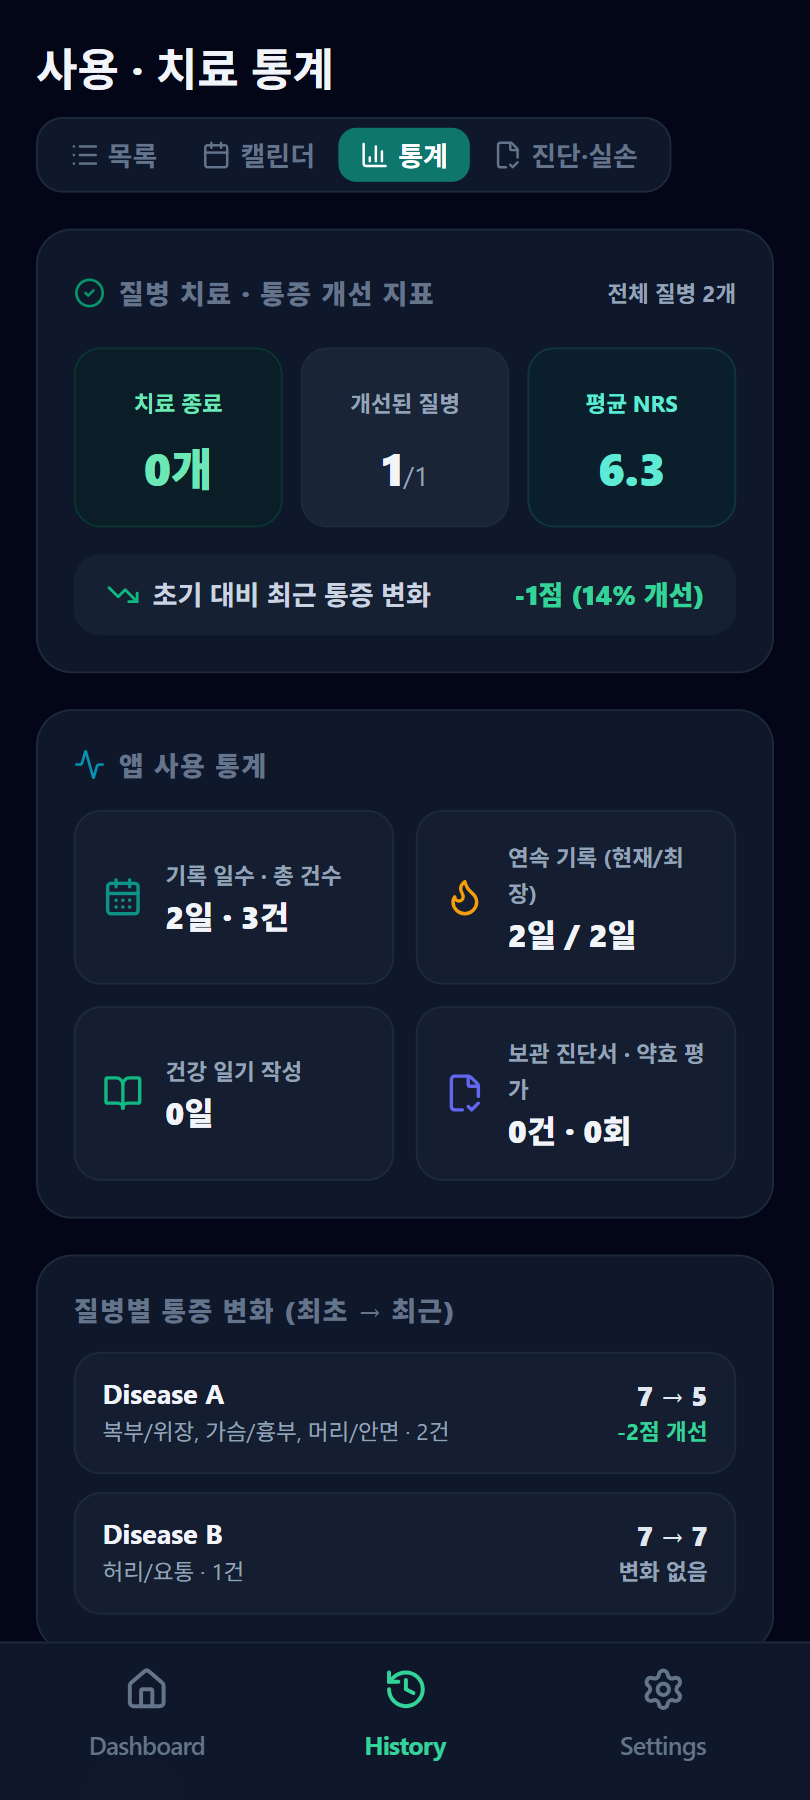 사용 · 치료 통계
목록
캘린더
통계
진단·실손
질병 치료 · 통증 개선 지표
전체 질병 2개
치료 종료
0개
개선된 질병
1/1
평균 NRS
6.3
초기 대비 최근 통증 변화
-1점 (14% 개선)
앱 사용 통계
기록 일수 · 총 건수
2일 · 3건
연속 기록 (현재/최
장)
2일 / 2일
건강 일기 작성
0일
보관 진단서 · 약효 평
가
0건 · 0회
질병별 통증 변화 (최초 → 최근)
Disease A
7 → 5
복부/위장, 가슴/흉부, 머리/안면 · 2건
-2점 개선
Disease B
7 → 7
허리/요통 · 1건
변화 없음
Dashboard
History
Settings